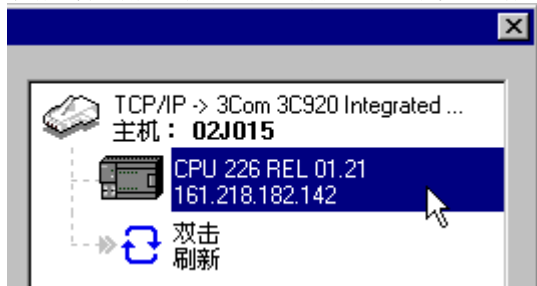 TCP/IP -> 3Com 3C920 Integrated ...
主机： 02J015
CPU 226 REL 01.21
161.218.182.142
双击
刷新